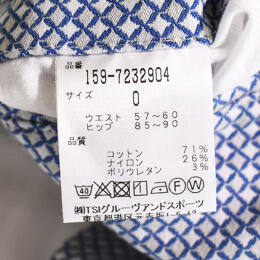 品番
159-7232904
サイズ
0
ウエスト 57〜60
ヒップ 85〜90
品質
コットン 71%
ナイロン 26%
ポリウレタン 3%
40 P F W
㈱TSIグルーヴアンドスポーツ
東京都港区元赤坂